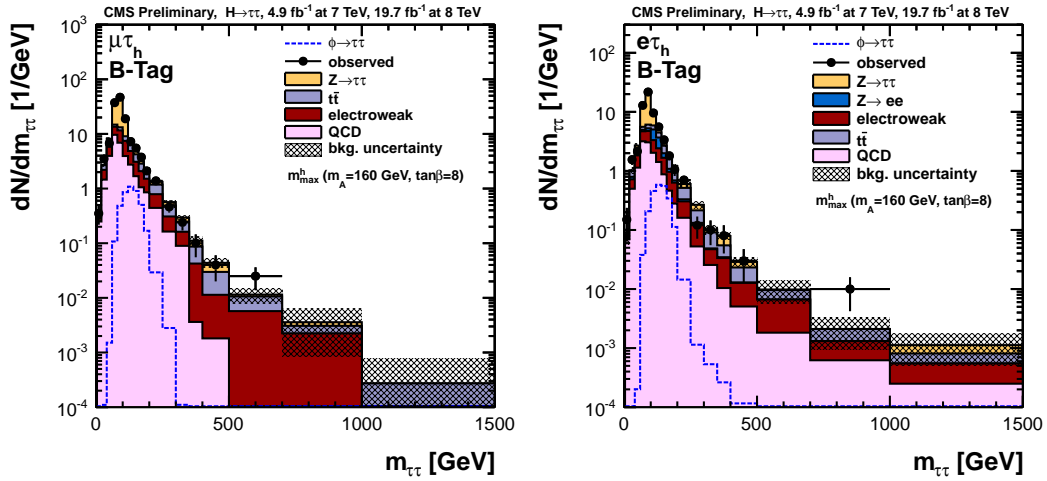 CMS Preliminary, H→ττ, 4.9 fb⁻¹ at 7 TeV, 19.7 fb⁻¹ at 8 TeV
μτ_h
B-Tag
ϕ→ττ
observed
Z→ττ
tt̄
electroweak
QCD
bkg. uncertainty
m^h_max (m_A=160 GeV, tanβ=8)
dN/dm_ττ [1/GeV]
10³
10²
10
1
10⁻¹
10⁻²
10⁻³
10⁻⁴
0 500 1000 1500
m_ττ [GeV]
CMS Preliminary, H→ττ, 4.9 fb⁻¹ at 7 TeV, 19.7 fb⁻¹ at 8 TeV
eτ_h
B-Tag
ϕ→ττ
observed
Z→ττ
Z→ ee
electroweak
tt̄
QCD
bkg. uncertainty
m^h_max (m_A=160 GeV, tanβ=8)
dN/dm_ττ [1/GeV]
10²
10
1
10⁻¹
10⁻²
10⁻³
10⁻⁴
0 500 1000 1500
m_ττ [GeV]